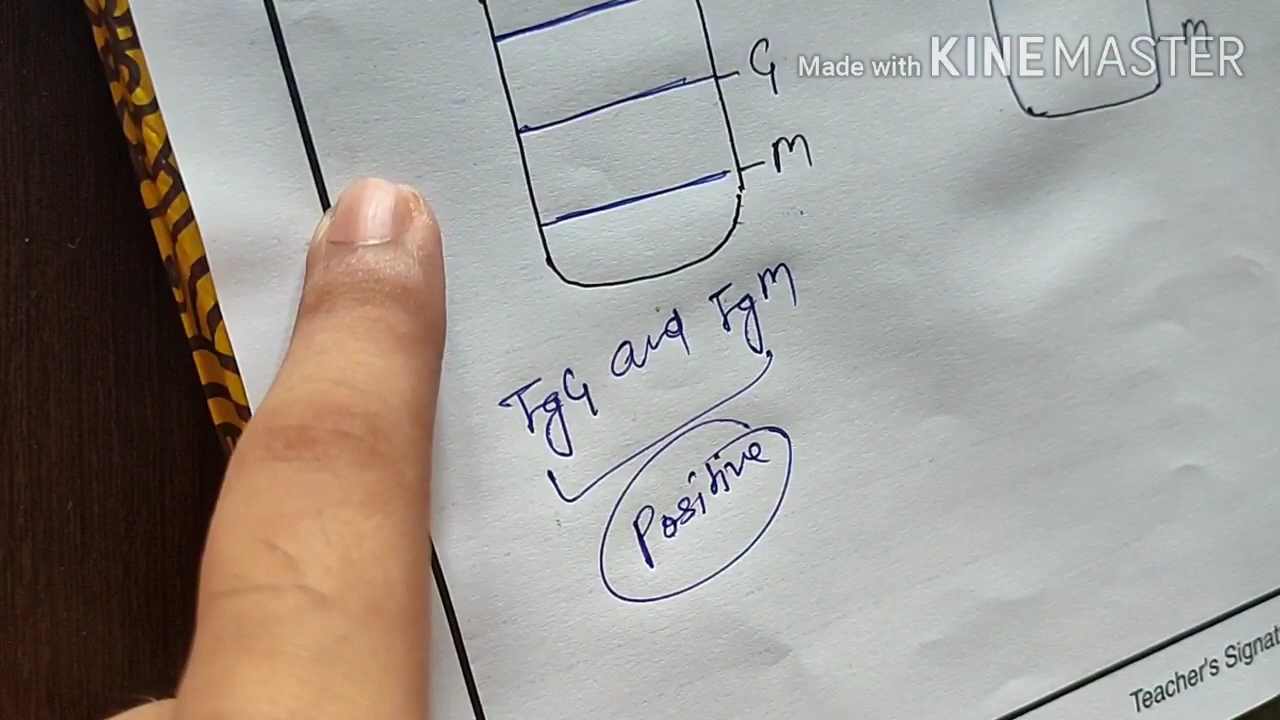 G
Made with KINEMASTER
m
M
IgG and IgM
Positive
Teacher's Signat